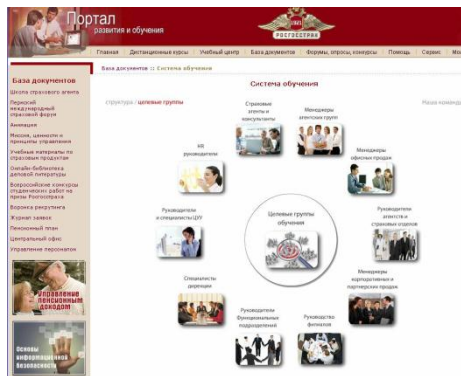 Портал
развития и обучения
РОСГОССТРАХ
Главная
Дистанционные курсы
Учебный центр
База документов
Форумы, опросы, конкурсы
Помощь
Сервис
База документов :: Система обучения
База документов
Школа страхового агента
Пермский
международный
страховой форум
Анимация
Миссия, ценности и
принципы управления
Учебные материалы по
страховым продуктам
Онлайн-библиотека
деловой литературы
Всероссийские конкурсы
студенческих работ на
призы Росгосстраха
Воронка рекрутинга
Журнал заявок
Пенсионный план
Центральный офис
Управление персоналом
Управление
пенсионным
доходом
Основы
информационной
безопасности
Система обучения
структура / целевые группы
Наша
Страховые
агенты и
консультанты
Менеджеры
агентских групп
HR
руководители
Менеджеры
офисных продаж
Руководители
и специалисты ЦРУ
Целевые группы
обучения
Руководители
агентств и
страховых отделов
Специалисты
дирекции
Менеджеры
корпоративных и
партнерских продаж
Руководители
Функциональных
подразделений
Руководство
филиалов